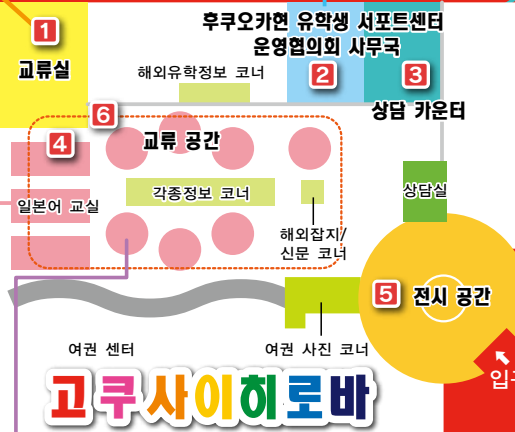 1
교류실
후쿠오카현 유학생 서포트센터
운영협의회 사무국
2
3
상담 카운터
해외유학정보 코너
6
4
교류 공간
일본어 교실
각종정보 코너
상담실
해외잡지/
신문 코너
5 전시 공간
여권 센터
여권 사진 코너
고쿠사이히로바